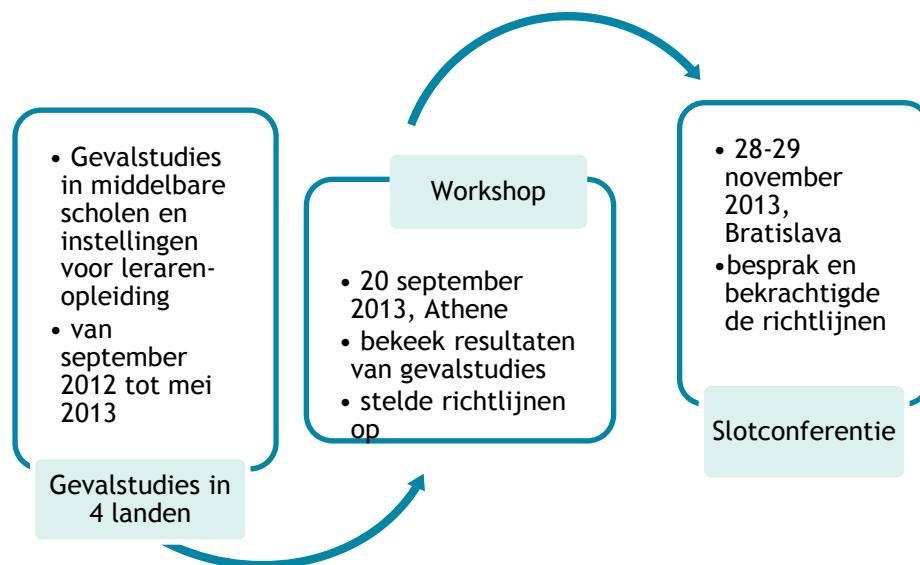 • Gevalstudies
in middelbare
scholen en
instellingen
voor leraren-
opleiding
• van
september
2012 tot mei
2013
Gevalstudies in
4 landen
Workshop
• 20 september
2013, Athene
• bekeek resultaten
van gevalstudies
• stelde richtlijnen
op
• 28-29
november
2013,
Bratislava
•besprak en
bekrachtigde
de richtlijnen
Slotconferentie